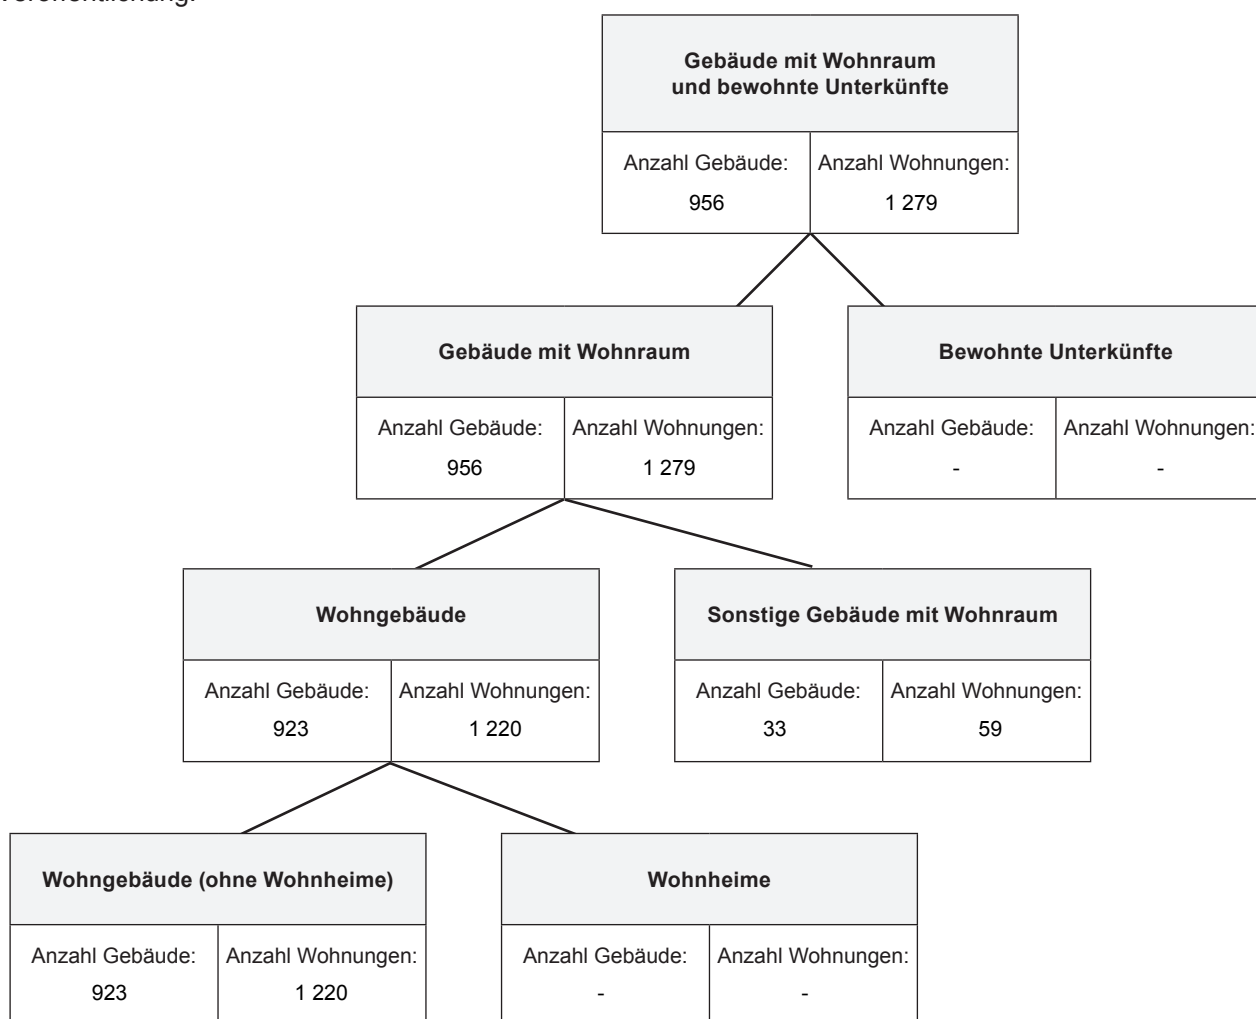 Veröffentlichung.
Gebäude mit Wohnraum
und bewohnte Unterkünfte
Anzahl Gebäude: Anzahl Wohnungen:
956 1 279
Gebäude mit Wohnraum
Bewohnte Unterkünfte
Anzahl Gebäude: Anzahl Wohnungen:
956 1 279
Anzahl Gebäude: Anzahl Wohnungen:
- -
Wohngebäude
Sonstige Gebäude mit Wohnraum
Anzahl Gebäude: Anzahl Wohnungen:
923 1 220
Anzahl Gebäude: Anzahl Wohnungen:
33 59
Wohngebäude (ohne Wohnheime)
Wohnheime
Anzahl Gebäude: Anzahl Wohnungen:
923 1 220
Anzahl Gebäude: Anzahl Wohnungen:
- -